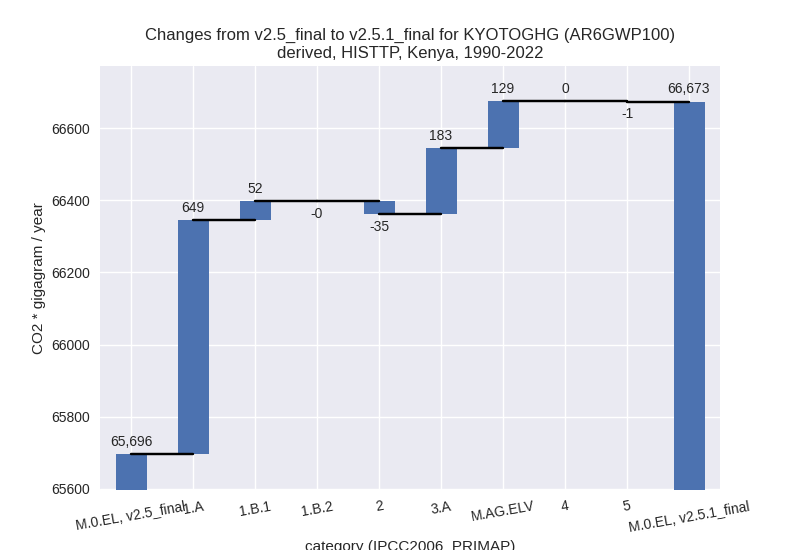 Changes from v2.5_final to v2.5.1_final for KYOTOGHG (AR6GWP100)
derived, HISTTP, Kenya, 1990-2022
CO2 * gigagram / year
66600
66400
66200
66000
65800
65600
65,696
649
52
-0
-35
183
129
0
-1
66,673
M.0.EL, v2.5_final
1.A
1.B.1
1.B.2
2
3.A
M.AG.ELV
4
5
M.0.EL, v2.5.1_final
category (IPCC2006_PRIMAP)